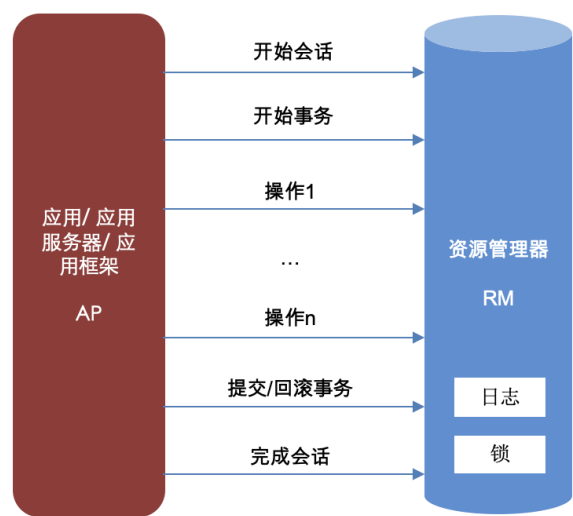 开始会话
开始事务
操作1
应用/ 应用
服务器/ 应
用框架
AP
...
资源管理器
RM
操作n
提交/回滚事务
日志
完成会话
锁